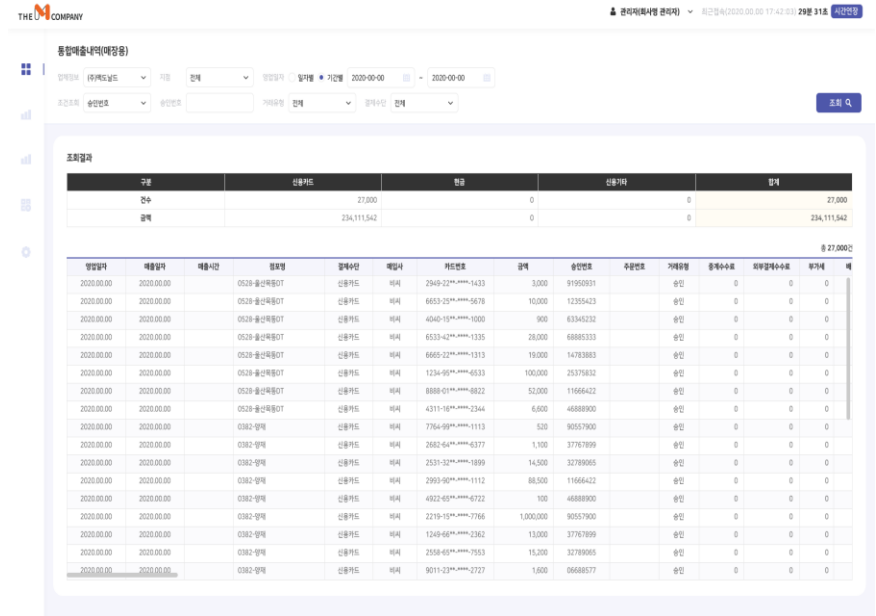 THE M COMPANY
관리자(회사명 관리자) 최근접속(2020.00.00 17:42:03) 29분 31초 시간연장
통합매출내역(매장용)
업체정보 (주)맥도날드 지점 전체 영업일자 일자별 기간별 2020-00-00 ~ 2020-00-00
조건조회 승인번호 승인번호 거래유형 전체 결제수단 전체 조회
조회결과
구분 신용카드 현금 신용기타 합계
건수 27,000 0 0 27,000
금액 234,111,542 0 0 234,111,542
총 27,000건
영업일자 매출일자 매출시간 점포명 결제수단 매입사 카드번호 금액 승인번호 주문번호 거래유형 중계수수료 외부결제수수료 부가세 배
2020.00.00 2020.00.00 0528-울산옥동DT 신용카드 비씨 2949-22**-****-1433 3,000 91950931 승인 0 0 0
2020.00.00 2020.00.00 0528-울산옥동DT 신용카드 비씨 6653-25**-****-5678 10,000 12355423 승인 0 0 0
2020.00.00 2020.00.00 0528-울산옥동DT 신용카드 비씨 4040-15**-****-1000 900 63345232 승인 0 0 0
2020.00.00 2020.00.00 0528-울산옥동DT 신용카드 비씨 6533-42**-****-1335 28,000 68885333 승인 0 0 0
2020.00.00 2020.00.00 0528-울산옥동DT 신용카드 비씨 6665-22**-****-1313 19,000 14783883 승인 0 0 0
2020.00.00 2020.00.00 0528-울산옥동DT 신용카드 비씨 1234-95**-****-6533 100,000 25375832 승인 0 0 0
2020.00.00 2020.00.00 0528-울산옥동DT 신용카드 비씨 8888-01**-****-8822 52,000 11666422 승인 0 0 0
2020.00.00 2020.00.00 0528-울산옥동DT 신용카드 비씨 4311-16**-****-2344 6,600 46888900 승인 0 0 0
2020.00.00 2020.00.00 0382-양재 신용카드 비씨 7764-99**-****-1113 520 90557900 승인 0 0 0
2020.00.00 2020.00.00 0382-양재 신용카드 비씨 2682-64**-****-6377 1,100 37767899 승인 0 0 0
2020.00.00 2020.00.00 0382-양재 신용카드 비씨 2531-32**-****-1899 14,500 32789065 승인 0 0 0
2020.00.00 2020.00.00 0382-양재 신용카드 비씨 2993-90**-****-1112 88,500 11666422 승인 0 0 0
2020.00.00 2020.00.00 0382-양재 신용카드 비씨 4922-65**-****-6722 100 46888900 승인 0 0 0
2020.00.00 2020.00.00 0382-양재 신용카드 비씨 2219-15**-****-7766 1,000,000 90557900 승인 0 0 0
2020.00.00 2020.00.00 0382-양재 신용카드 비씨 1249-66**-****-2362 13,000 37767899 승인 0 0 0
2020.00.00 2020.00.00 0382-양재 신용카드 비씨 2558-65**-****-7553 15,200 32789065 승인 0 0 0
2020.00.00 2020.00.00 0382-양재 신용카드 비씨 9011-23**-****-2727 1,600 06688577 승인 0 0 0